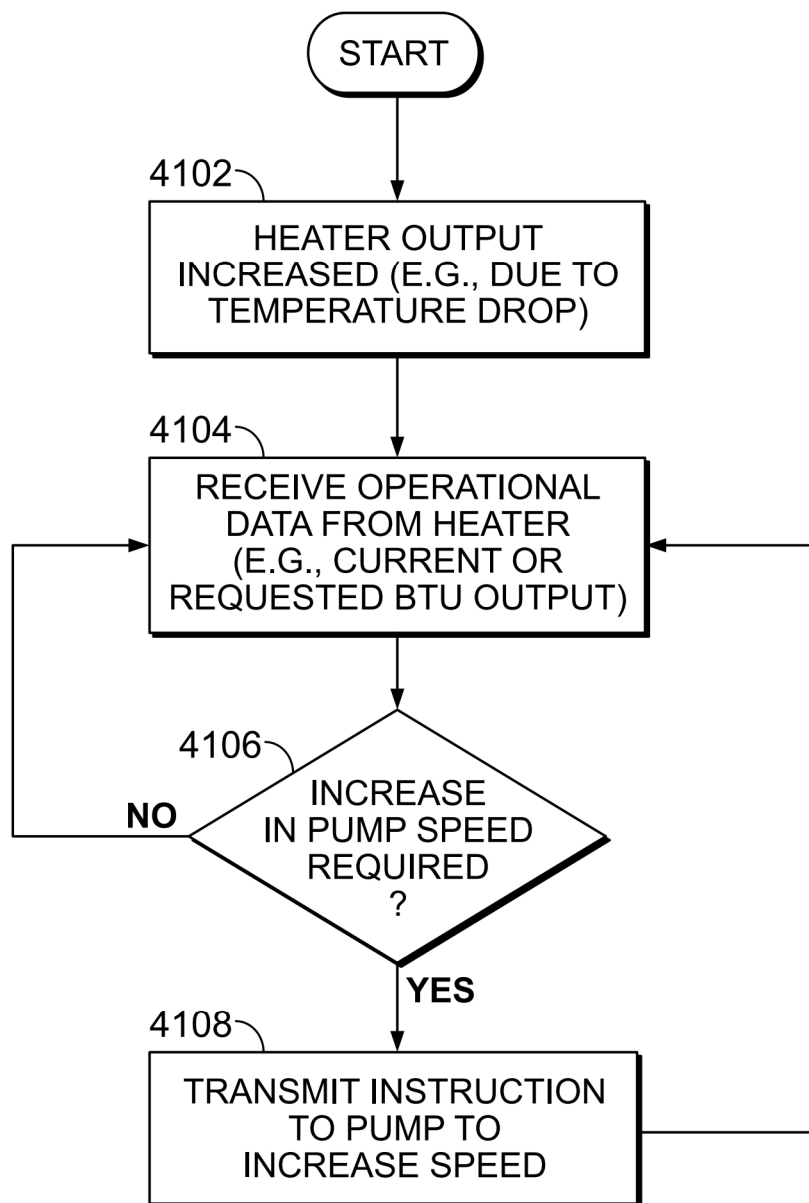 START
4102
HEATER OUTPUT
INCREASED (E.G., DUE TO
TEMPERATURE DROP)
4104
RECEIVE OPERATIONAL
DATA FROM HEATER
(E.G., CURRENT OR
REQUESTED BTU OUTPUT)
4106
INCREASE
IN PUMP SPEED
REQUIRED
?
NO
YES
4108
TRANSMIT INSTRUCTION
TO PUMP TO
INCREASE SPEED